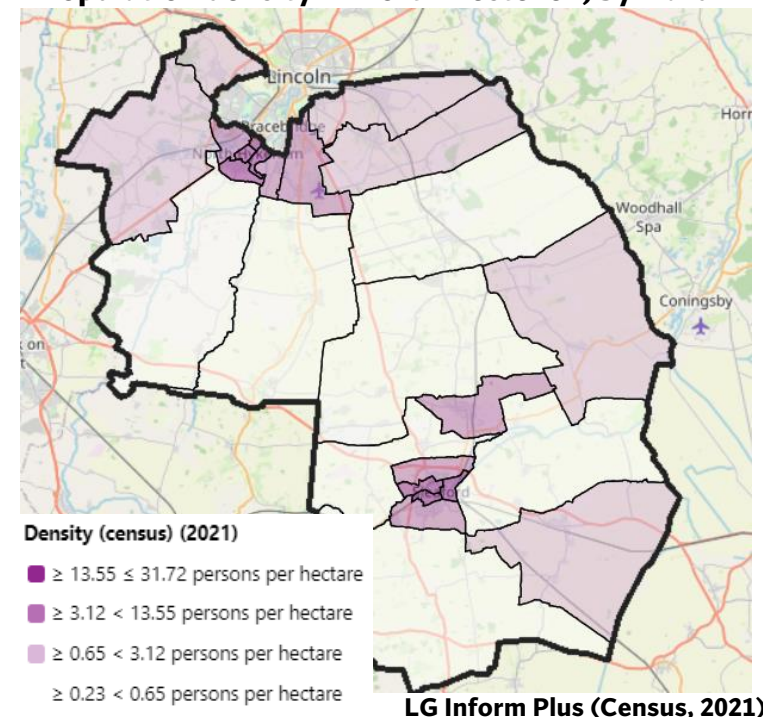 Lincoln
Bracebridge
Horn
Woodhall
Spa
Coningsby
on
t
Density (census) (2021)
≥ 13.55 ≤ 31.72 persons per hectare
≥ 3.12 < 13.55 persons per hectare
≥ 0.65 < 3.12 persons per hectare
≥ 0.23 < 0.65 persons per hectare
LG Inform Plus (Census, 2021)